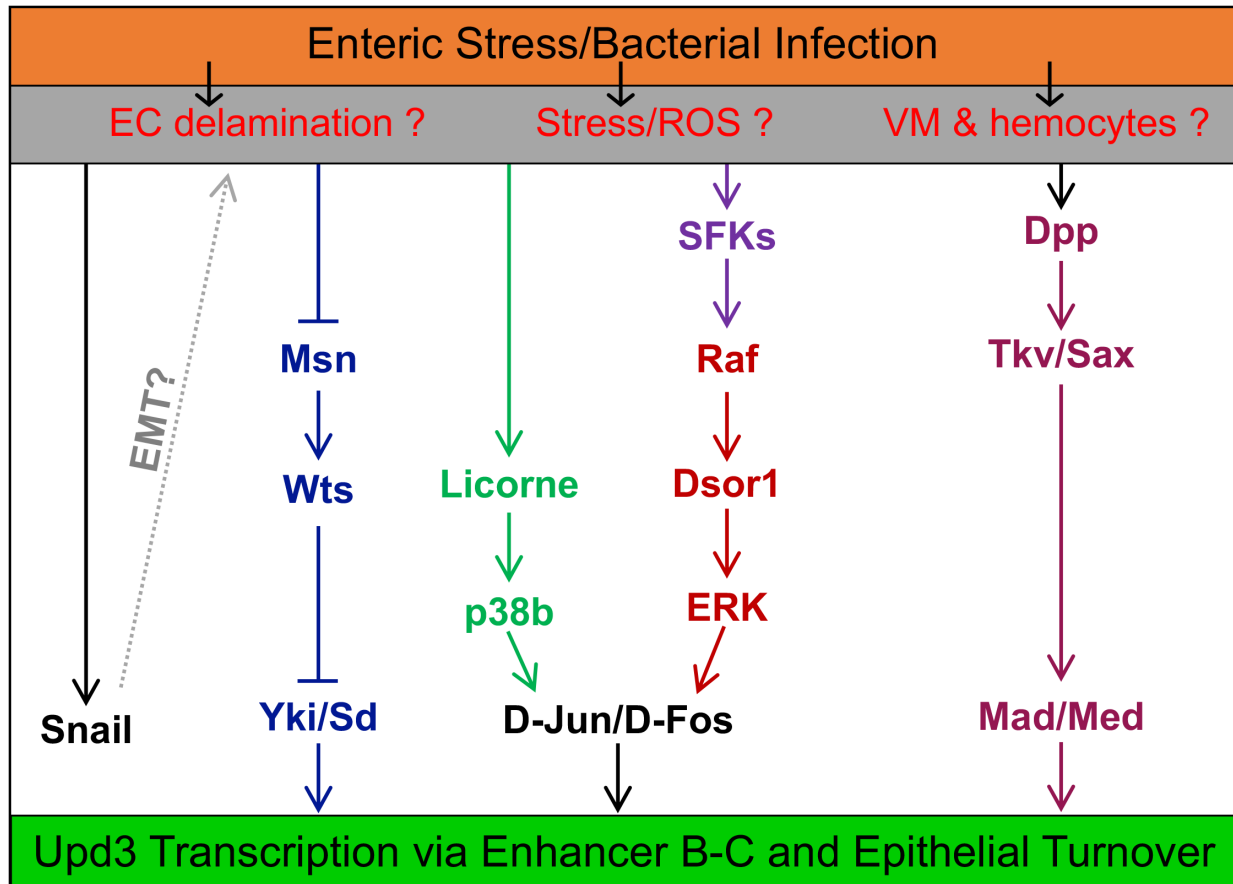 Enteric Stress/Bacterial Infection
EC delamination ?
Stress/ROS ?
VM & hemocytes ?
SFKs
Dpp
Msn
Raf
Tkv/Sax
EMT?
Wts
Licorne
Dsor1
p38b
ERK
Snail
Yki/Sd
D-Jun/D-Fos
Mad/Med
Upd3 Transcription via Enhancer B-C and Epithelial Turnover